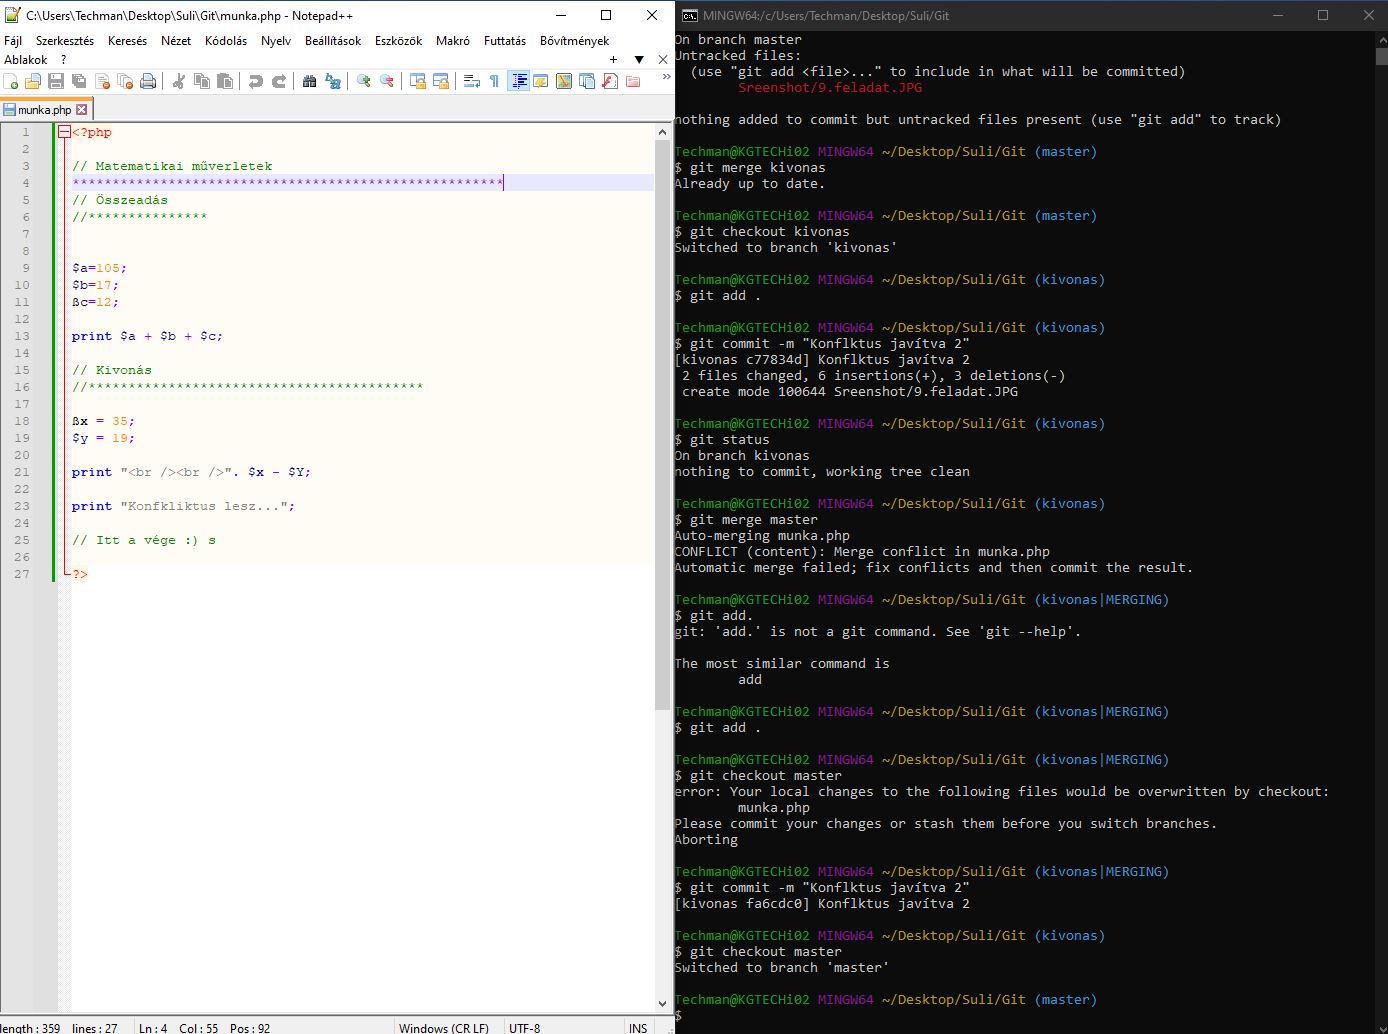 C:\Users\Techman\Desktop\Suli\Git\munka.php - Notepad++
Fájl Szerkesztés Keresés Nézet Kódolás Nyelv Beállítások Eszközök Makró Futtatás Bővítmények
Ablakok ? + ▼ X
munka.php
1 <?php
2
3 // Matematikai műverletek
4 ******************************************************
5 // Összeadás
6 //***************
7
8
9 $a=105;
10 $b=17;
11 ßc=12;
12
13 print $a + $b + $c;
14
15 // Kivonás
16 //******************************************
17
18 ßx = 35;
19 $y = 19;
20
21 print "<br /><br />". $x - $Y;
22
23 print "Konfkliktus lesz...";
24
25 // Itt a vége :) s
26
27 ?>
length : 359 lines : 27 Ln : 4 Col : 55 Pos : 92 Windows (CR LF) UTF-8 INS
MINGW64:/c/Users/Techman/Desktop/Suli/Git
On branch master
Untracked files:
(use "git add <file>..." to include in what will be committed)
Sreenshot/9.feladat.JPG
nothing added to commit but untracked files present (use "git add" to track)
Techman@KGTECHi02 MINGW64 ~/Desktop/Suli/Git (master)
$ git merge kivonas
Already up to date.
Techman@KGTECHi02 MINGW64 ~/Desktop/Suli/Git (master)
$ git checkout kivonas
Switched to branch 'kivonas'
Techman@KGTECHi02 MINGW64 ~/Desktop/Suli/Git (kivonas)
$ git add .
Techman@KGTECHi02 MINGW64 ~/Desktop/Suli/Git (kivonas)
$ git commit -m "Konflktus javítva 2"
[kivonas c77834d] Konflktus javítva 2
2 files changed, 6 insertions(+), 3 deletions(-)
create mode 100644 Sreenshot/9.feladat.JPG
Techman@KGTECHi02 MINGW64 ~/Desktop/Suli/Git (kivonas)
$ git status
On branch kivonas
nothing to commit, working tree clean
Techman@KGTECHi02 MINGW64 ~/Desktop/Suli/Git (kivonas)
$ git merge master
Auto-merging munka.php
CONFLICT (content): Merge conflict in munka.php
Automatic merge failed; fix conflicts and then commit the result.
Techman@KGTECHi02 MINGW64 ~/Desktop/Suli/Git (kivonas|MERGING)
$ git add.
git: 'add.' is not a git command. See 'git --help'.
The most similar command is
add
Techman@KGTECHi02 MINGW64 ~/Desktop/Suli/Git (kivonas|MERGING)
$ git add .
Techman@KGTECHi02 MINGW64 ~/Desktop/Suli/Git (kivonas|MERGING)
$ git checkout master
error: Your local changes to the following files would be overwritten by checkout:
munka.php
Please commit your changes or stash them before you switch branches.
Aborting
Techman@KGTECHi02 MINGW64 ~/Desktop/Suli/Git (kivonas|MERGING)
$ git commit -m "Konflktus javítva 2"
[kivonas fa6cdc0] Konflktus javítva 2
Techman@KGTECHi02 MINGW64 ~/Desktop/Suli/Git (kivonas)
$ git checkout master
Switched to branch 'master'
Techman@KGTECHi02 MINGW64 ~/Desktop/Suli/Git (master)
$